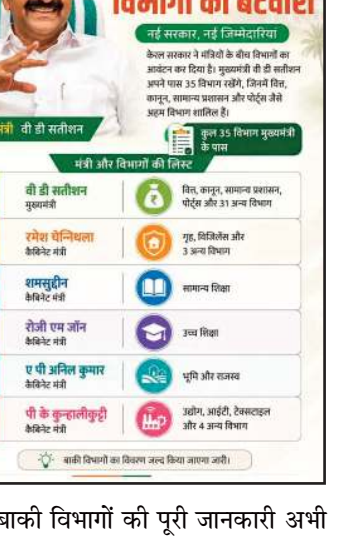 विभागों का बंटवारा
नई सरकार, नई जिम्मेदारियां
केरल सरकार ने मंत्रियों के बीच विभागों का
आवंटन कर दिया है। मुख्यमंत्री वी डी सतीशन
अपने पास 35 विभाग रखेंगे, जिनमें वित्त,
कानून, सामान्य प्रशासन और पोर्ट्स जैसे
अहम विभाग शामिल हैं।
मंत्री वी डी सतीशन
कुल 35 विभाग मुख्यमंत्री
के पास
मंत्री और विभागों की लिस्ट
वी डी सतीशन
मुख्यमंत्री
वित्त, कानून, सामान्य प्रशासन,
पोर्ट्स और 31 अन्य विभाग
रमेश चेन्निथला
कैबिनेट मंत्री
गृह, विजिलेंस और
3 अन्य विभाग
शमसुद्दीन
कैबिनेट मंत्री
सामान्य शिक्षा
रोजी एम जॉन
कैबिनेट मंत्री
उच्च शिक्षा
ए पी अनिल कुमार
कैबिनेट मंत्री
भूमि और राजस्व
पी के कुन्हालीकुट्टी
कैबिनेट मंत्री
उद्योग, आईटी, टेक्सटाइल
और 4 अन्य विभाग
बाकी विभागों का विवरण जल्द किया जाएगा जारी।
बाकी विभागों की पूरी जानकारी अभी